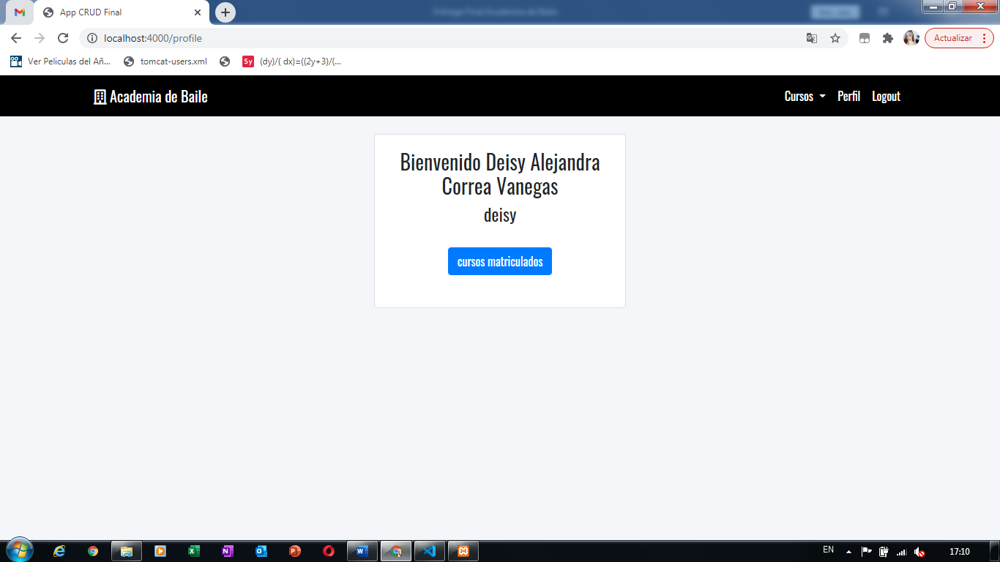 App CRUD Final
Entrega Final Academia de Baile
localhost:4000/profile
Actualizar
Ver Peliculas del Añ...
tomcat-users.xml
Sy
(dy)/( dx)=((2y+3)/(...
Academia de Baile
Cursos
Perfil
Logout
Bienvenido Deisy Alejandra
Correa Vanegas
deisy
cursos matriculados
EN
17:10